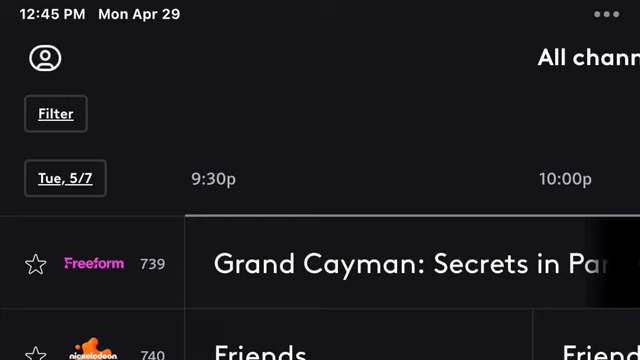 12:45 PM Mon Apr 29
All chann
Filter
Tue, 5/7 9:30p 10:00p
Freeform 739 Grand Cayman: Secrets in Par
nickelodeon 740 Friends Friend